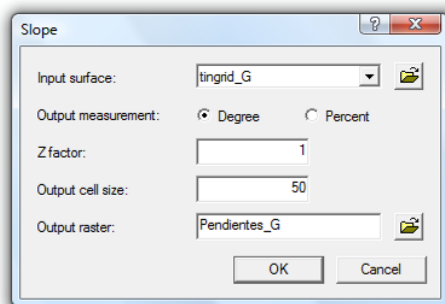 Slope
Input surface: tingrid_G
Output measurement: Degree Percent
Z factor: 1
Output cell size: 50
Output raster: Pendientes_G
OK Cancel